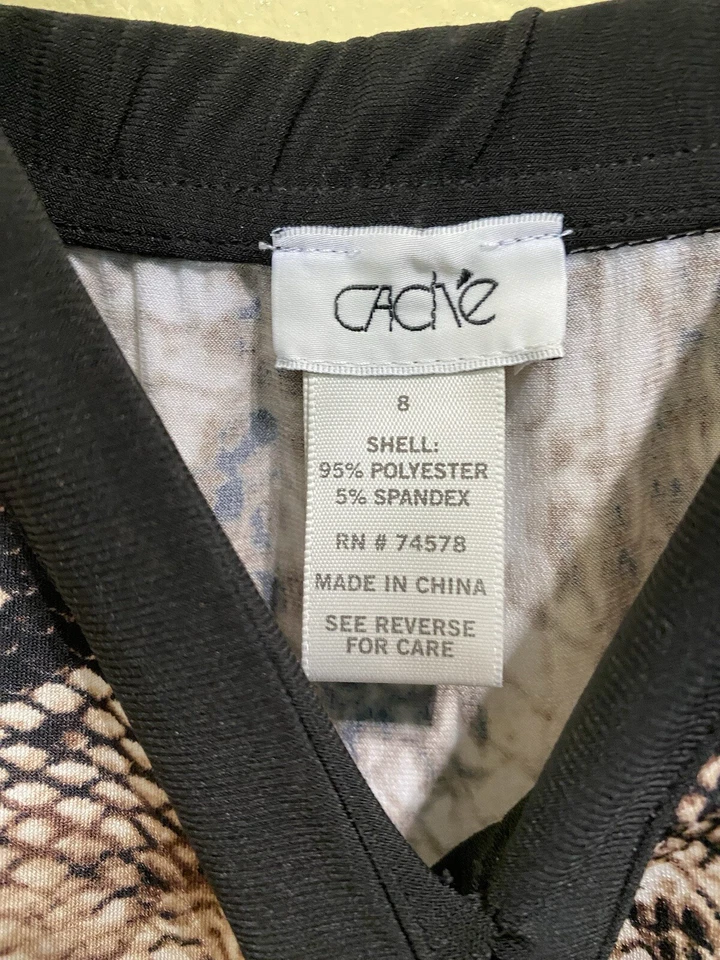 CACHE
8
SHELL:
95% POLYESTER
5% SPANDEX
RN # 74578
MADE IN CHINA
SEE REVERSE
FOR CARE